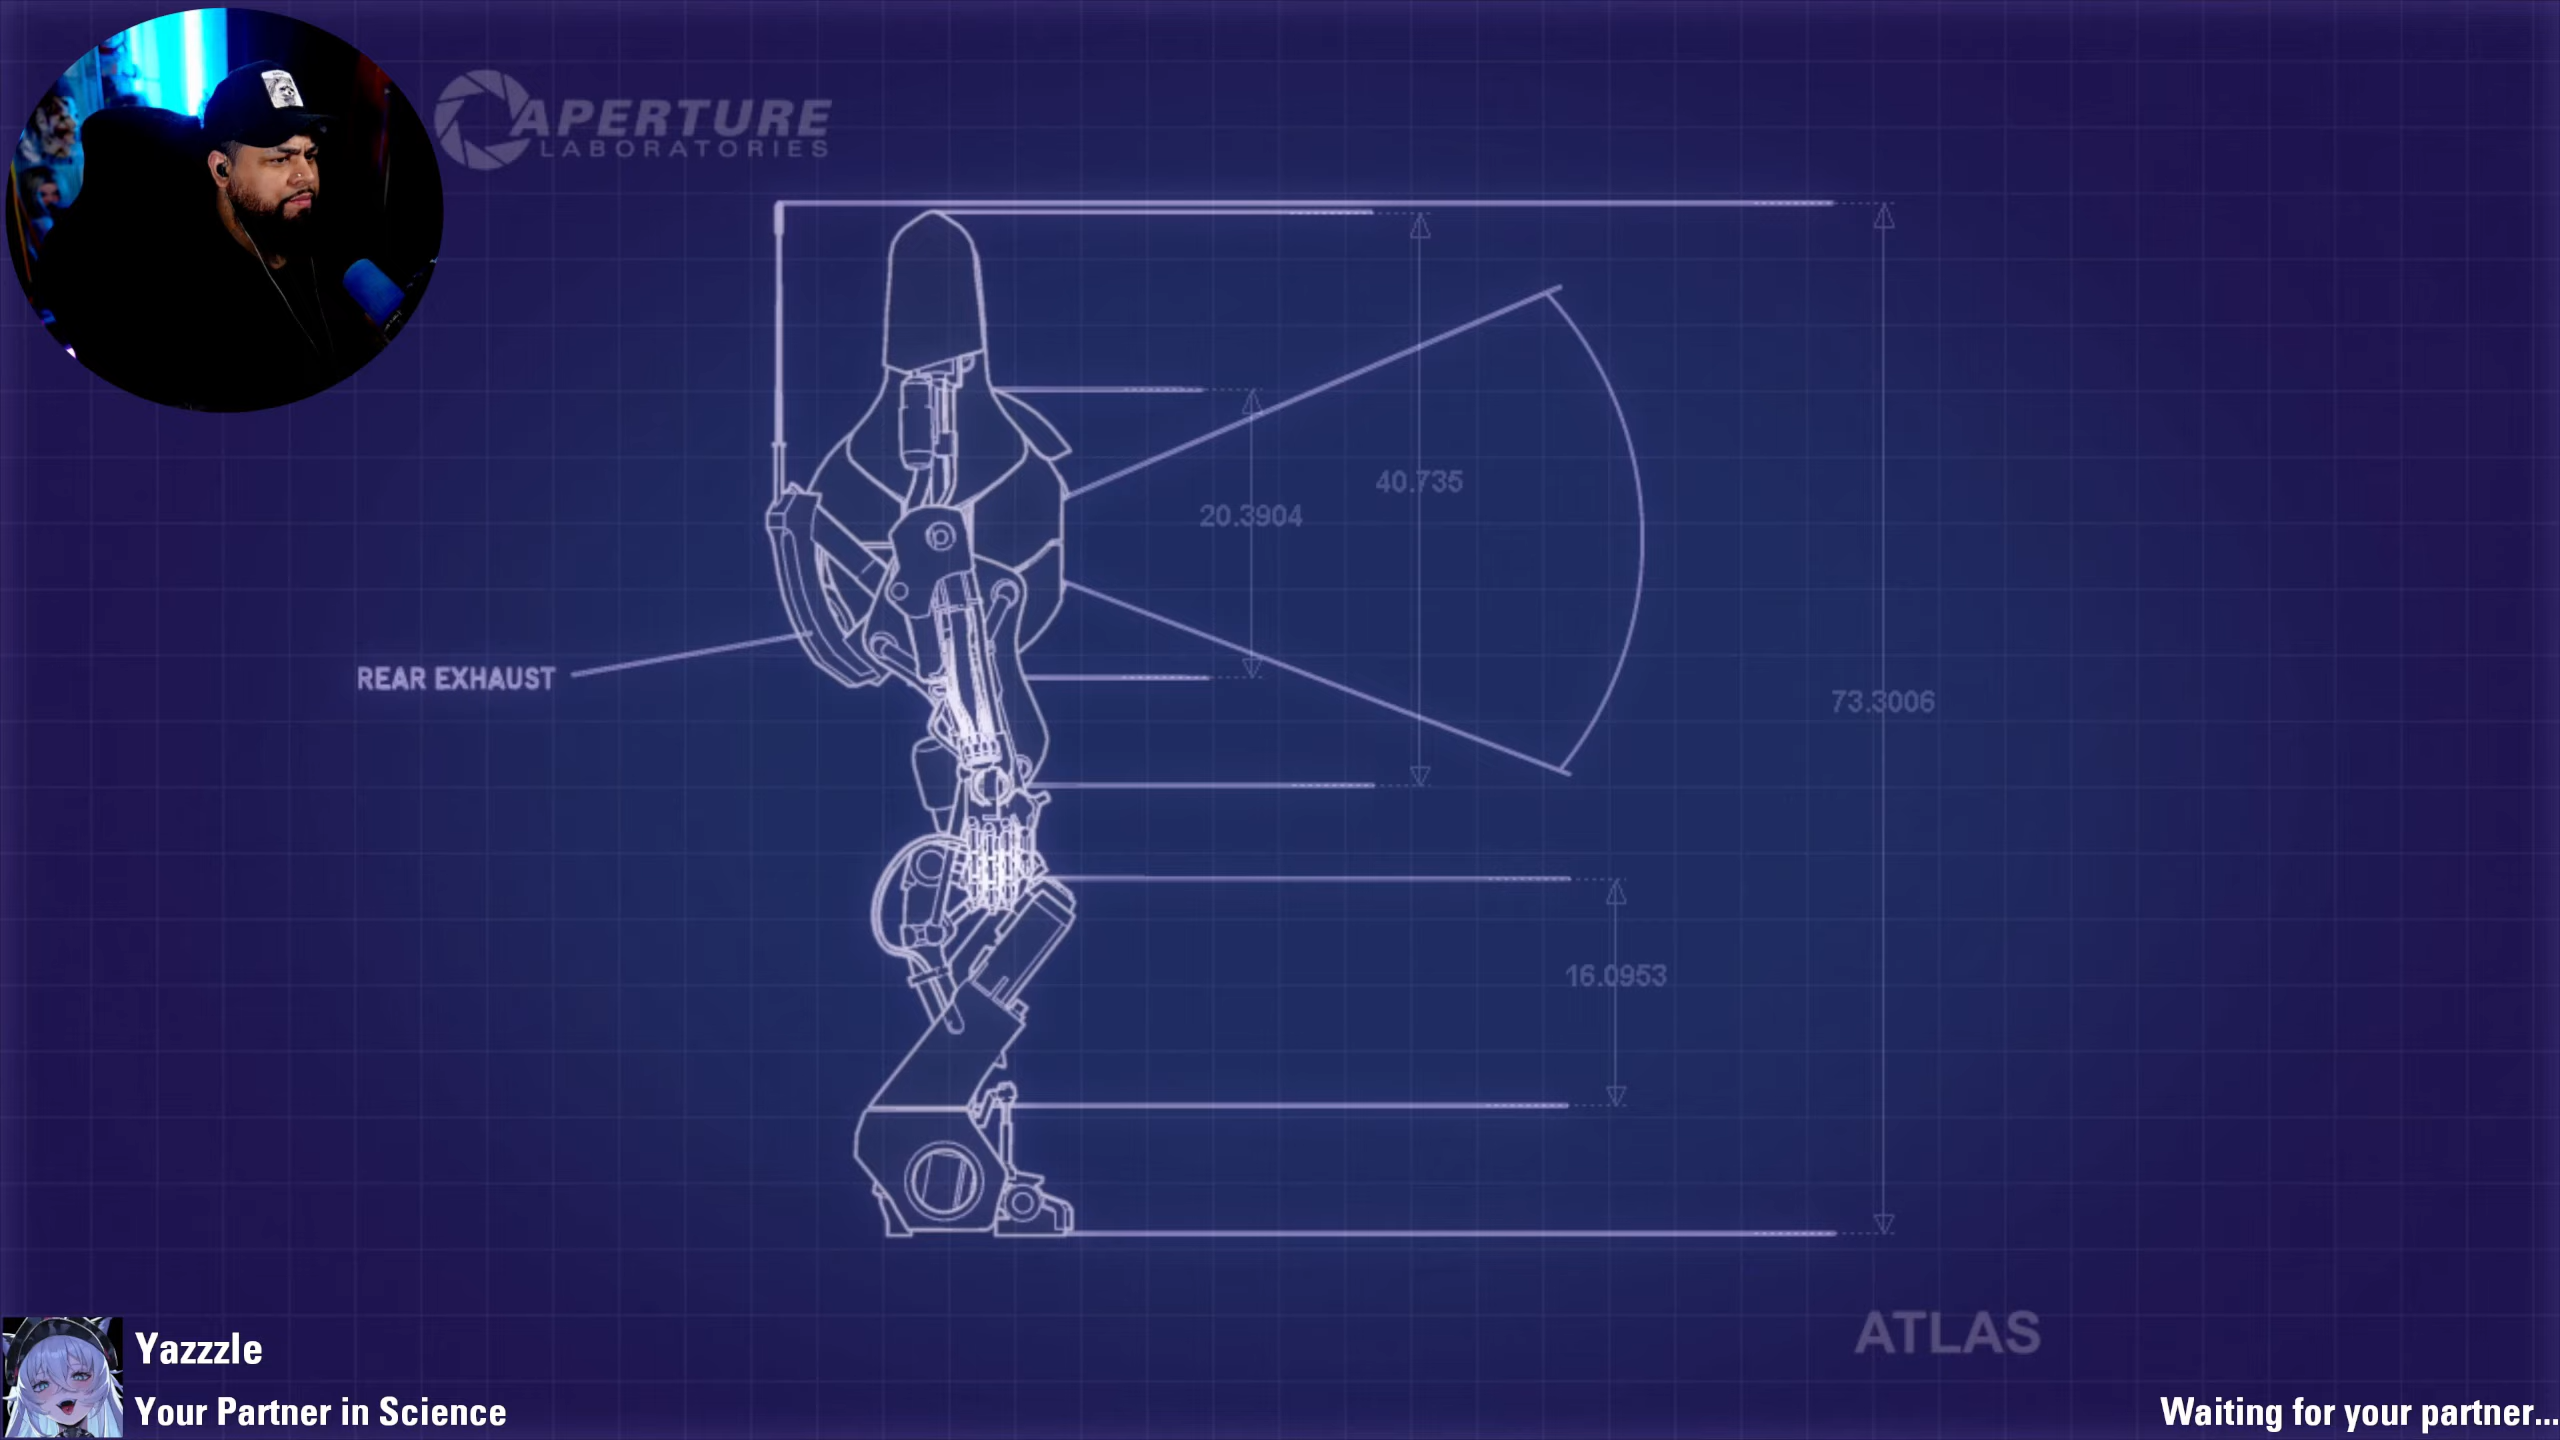 APERTURE
LABORATORIES
40.735
20.3904
REAR EXHAUST
73.3006
16.0953
ATLAS
Yazzzle
Your Partner in Science
Waiting for your partner...